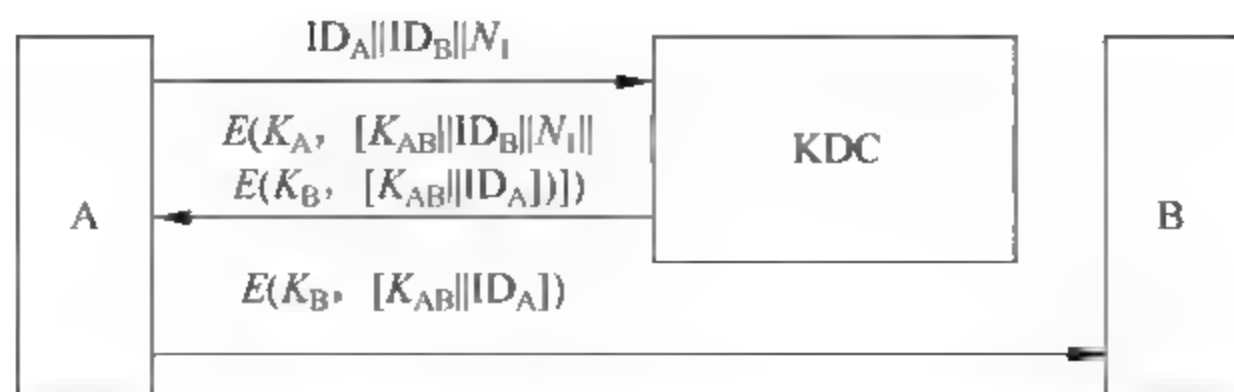 ID_A||ID_B||N_1
E(K_A, [K_AB||ID_B||N_1||
E(K_B, [K_AB||ID_A])])
KDC
A
B
E(K_B, [K_AB||ID_A])